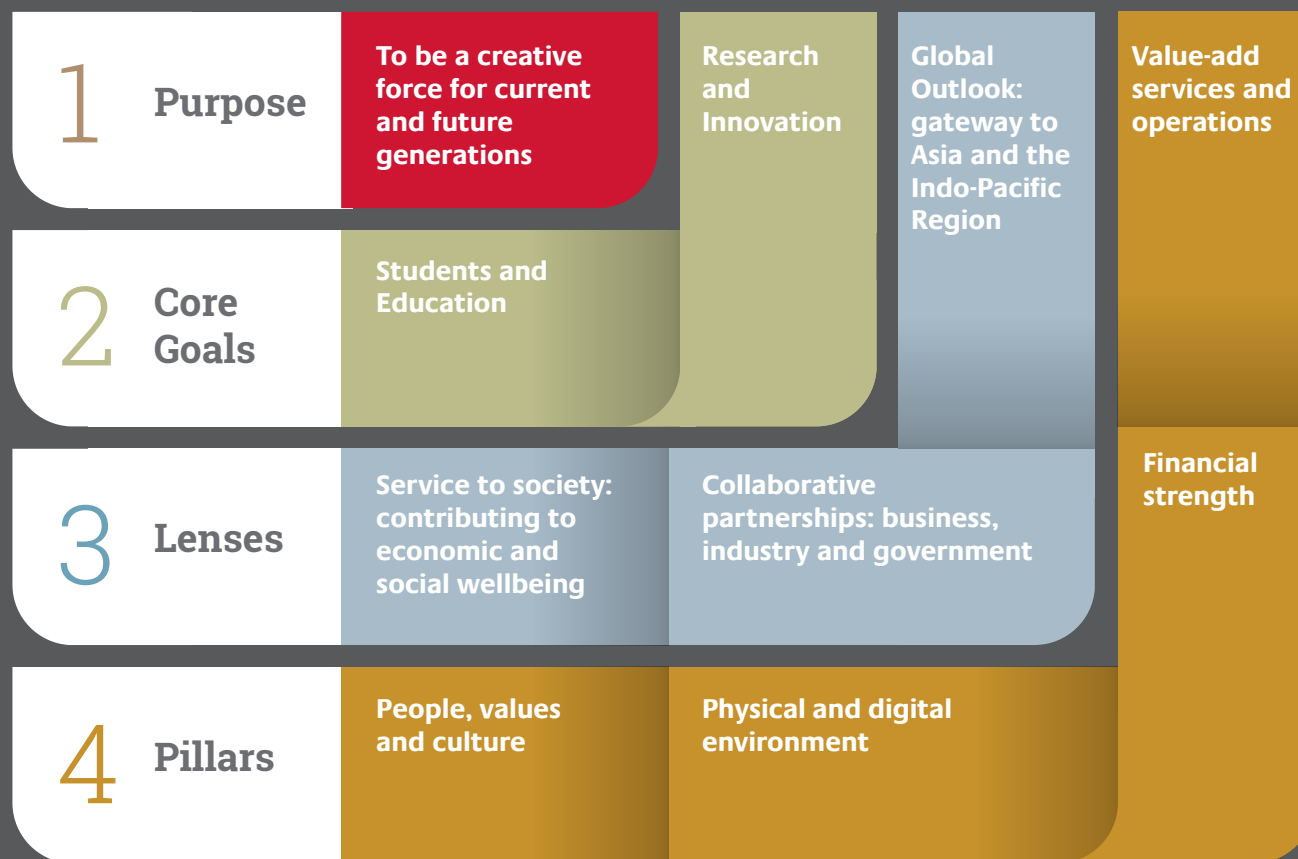 1
Purpose
To be a creative
force for current
and future
generations
Research
and
Innovation
Global
Outlook:
gateway to
Asia and the
Indo-Pacific
Region
Value-add
services and
operations
2
Core
Goals
Students and
Education
3
Lenses
Service to society:
contributing to
economic and
social wellbeing
Collaborative
partnerships: business,
industry and government
Financial
strength
4
Pillars
People, values
and culture
Physical and digital
environment